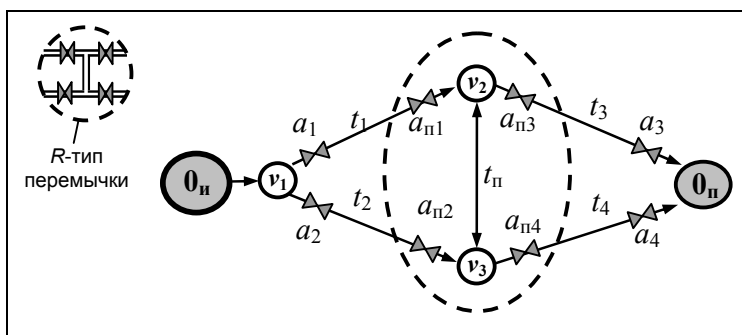 R-тип
перемычки
0и
v1
a1
t1
aп1
v2
aп3
t3
a3
tп
0п
a2
t2
aп2
v3
aп4
t4
a4